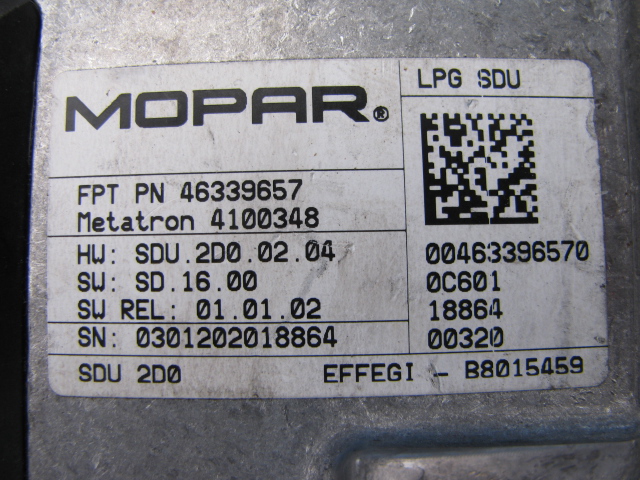 MOPAR®
LPG SDU
FPT PN 46339657
Metatron 4100348
HW: SDU.2D0.02.04
SW: SD.16.00
SW REL: 01.01.02
SN: 0301202018864
00463396570
0C601
18864
00320
SDU 2D0
EFFEGI - B8015459